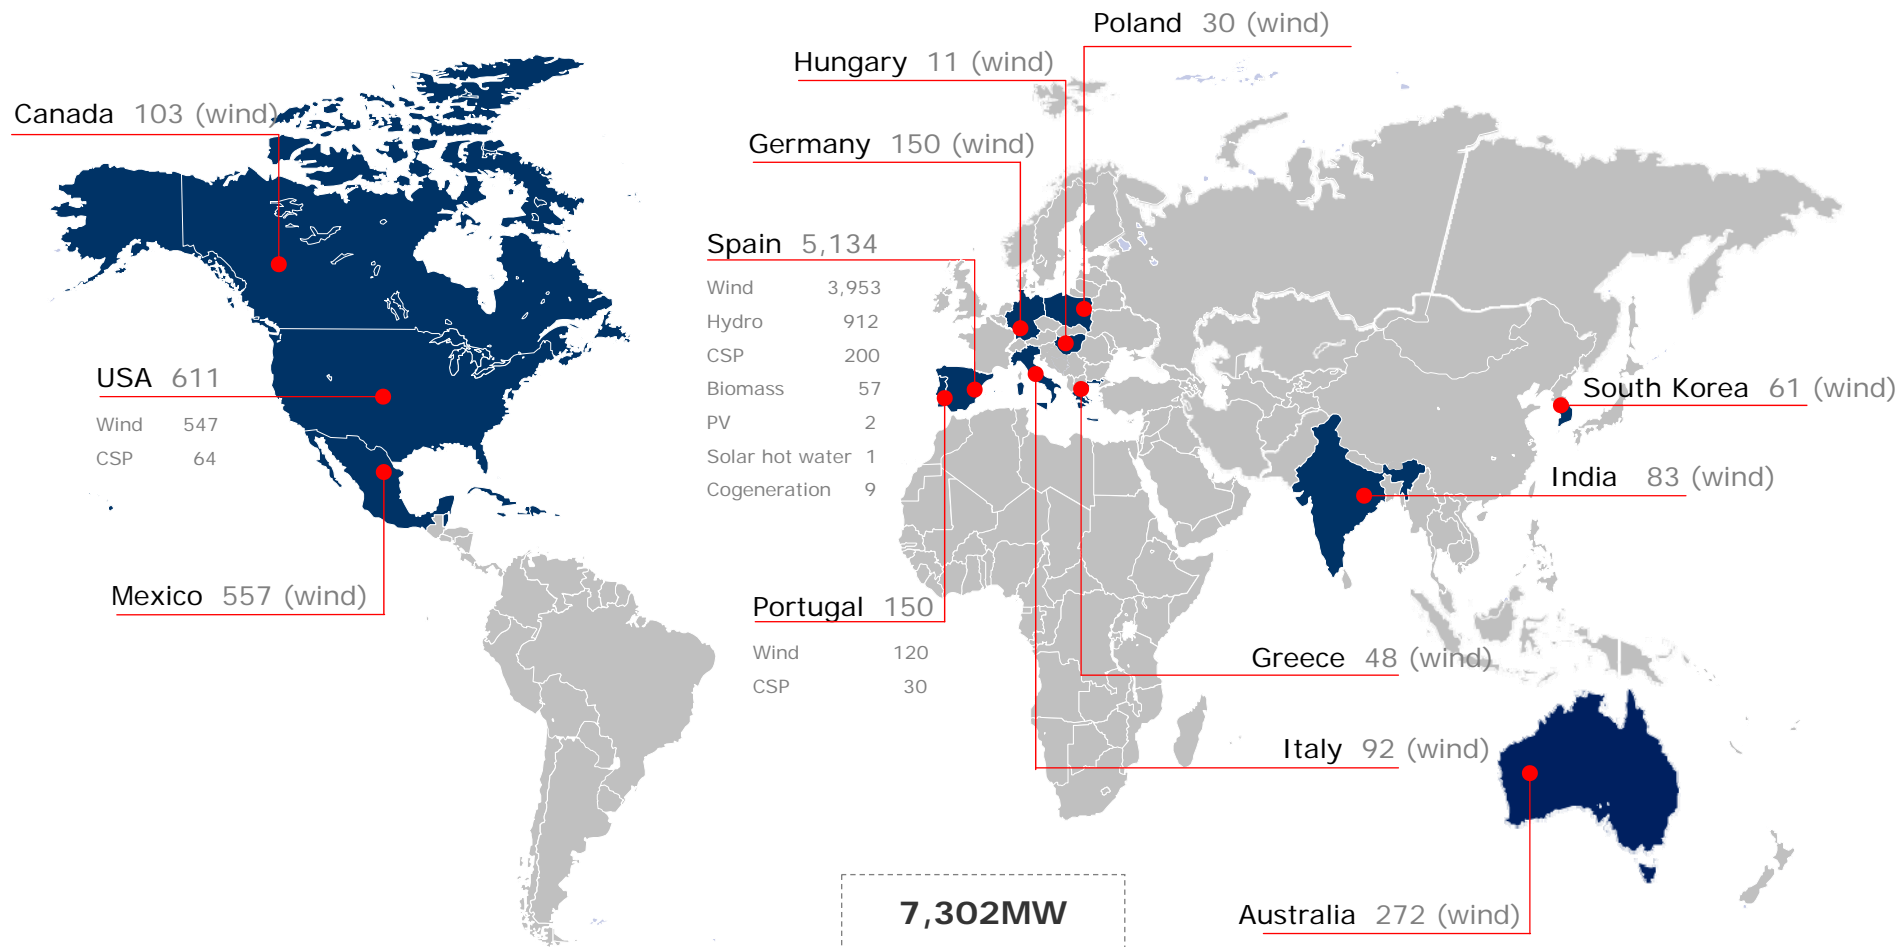 Poland 30 (wind)
Hungary 11 (wind)
Canada 103 (wind)
Germany 150 (wind)
Spain 5,134
Wind 3,953
Hydro 912
CSP 200
Biomass 57
PV 2
Solar hot water 1
Cogeneration 9
USA 611
Wind 547
CSP 64
South Korea 61 (wind)
India 83 (wind)
Mexico 557 (wind)
Portugal 150
Wind 120
CSP 30
Greece 48 (wind)
Italy 92 (wind)
7,302MW
Australia 272 (wind)